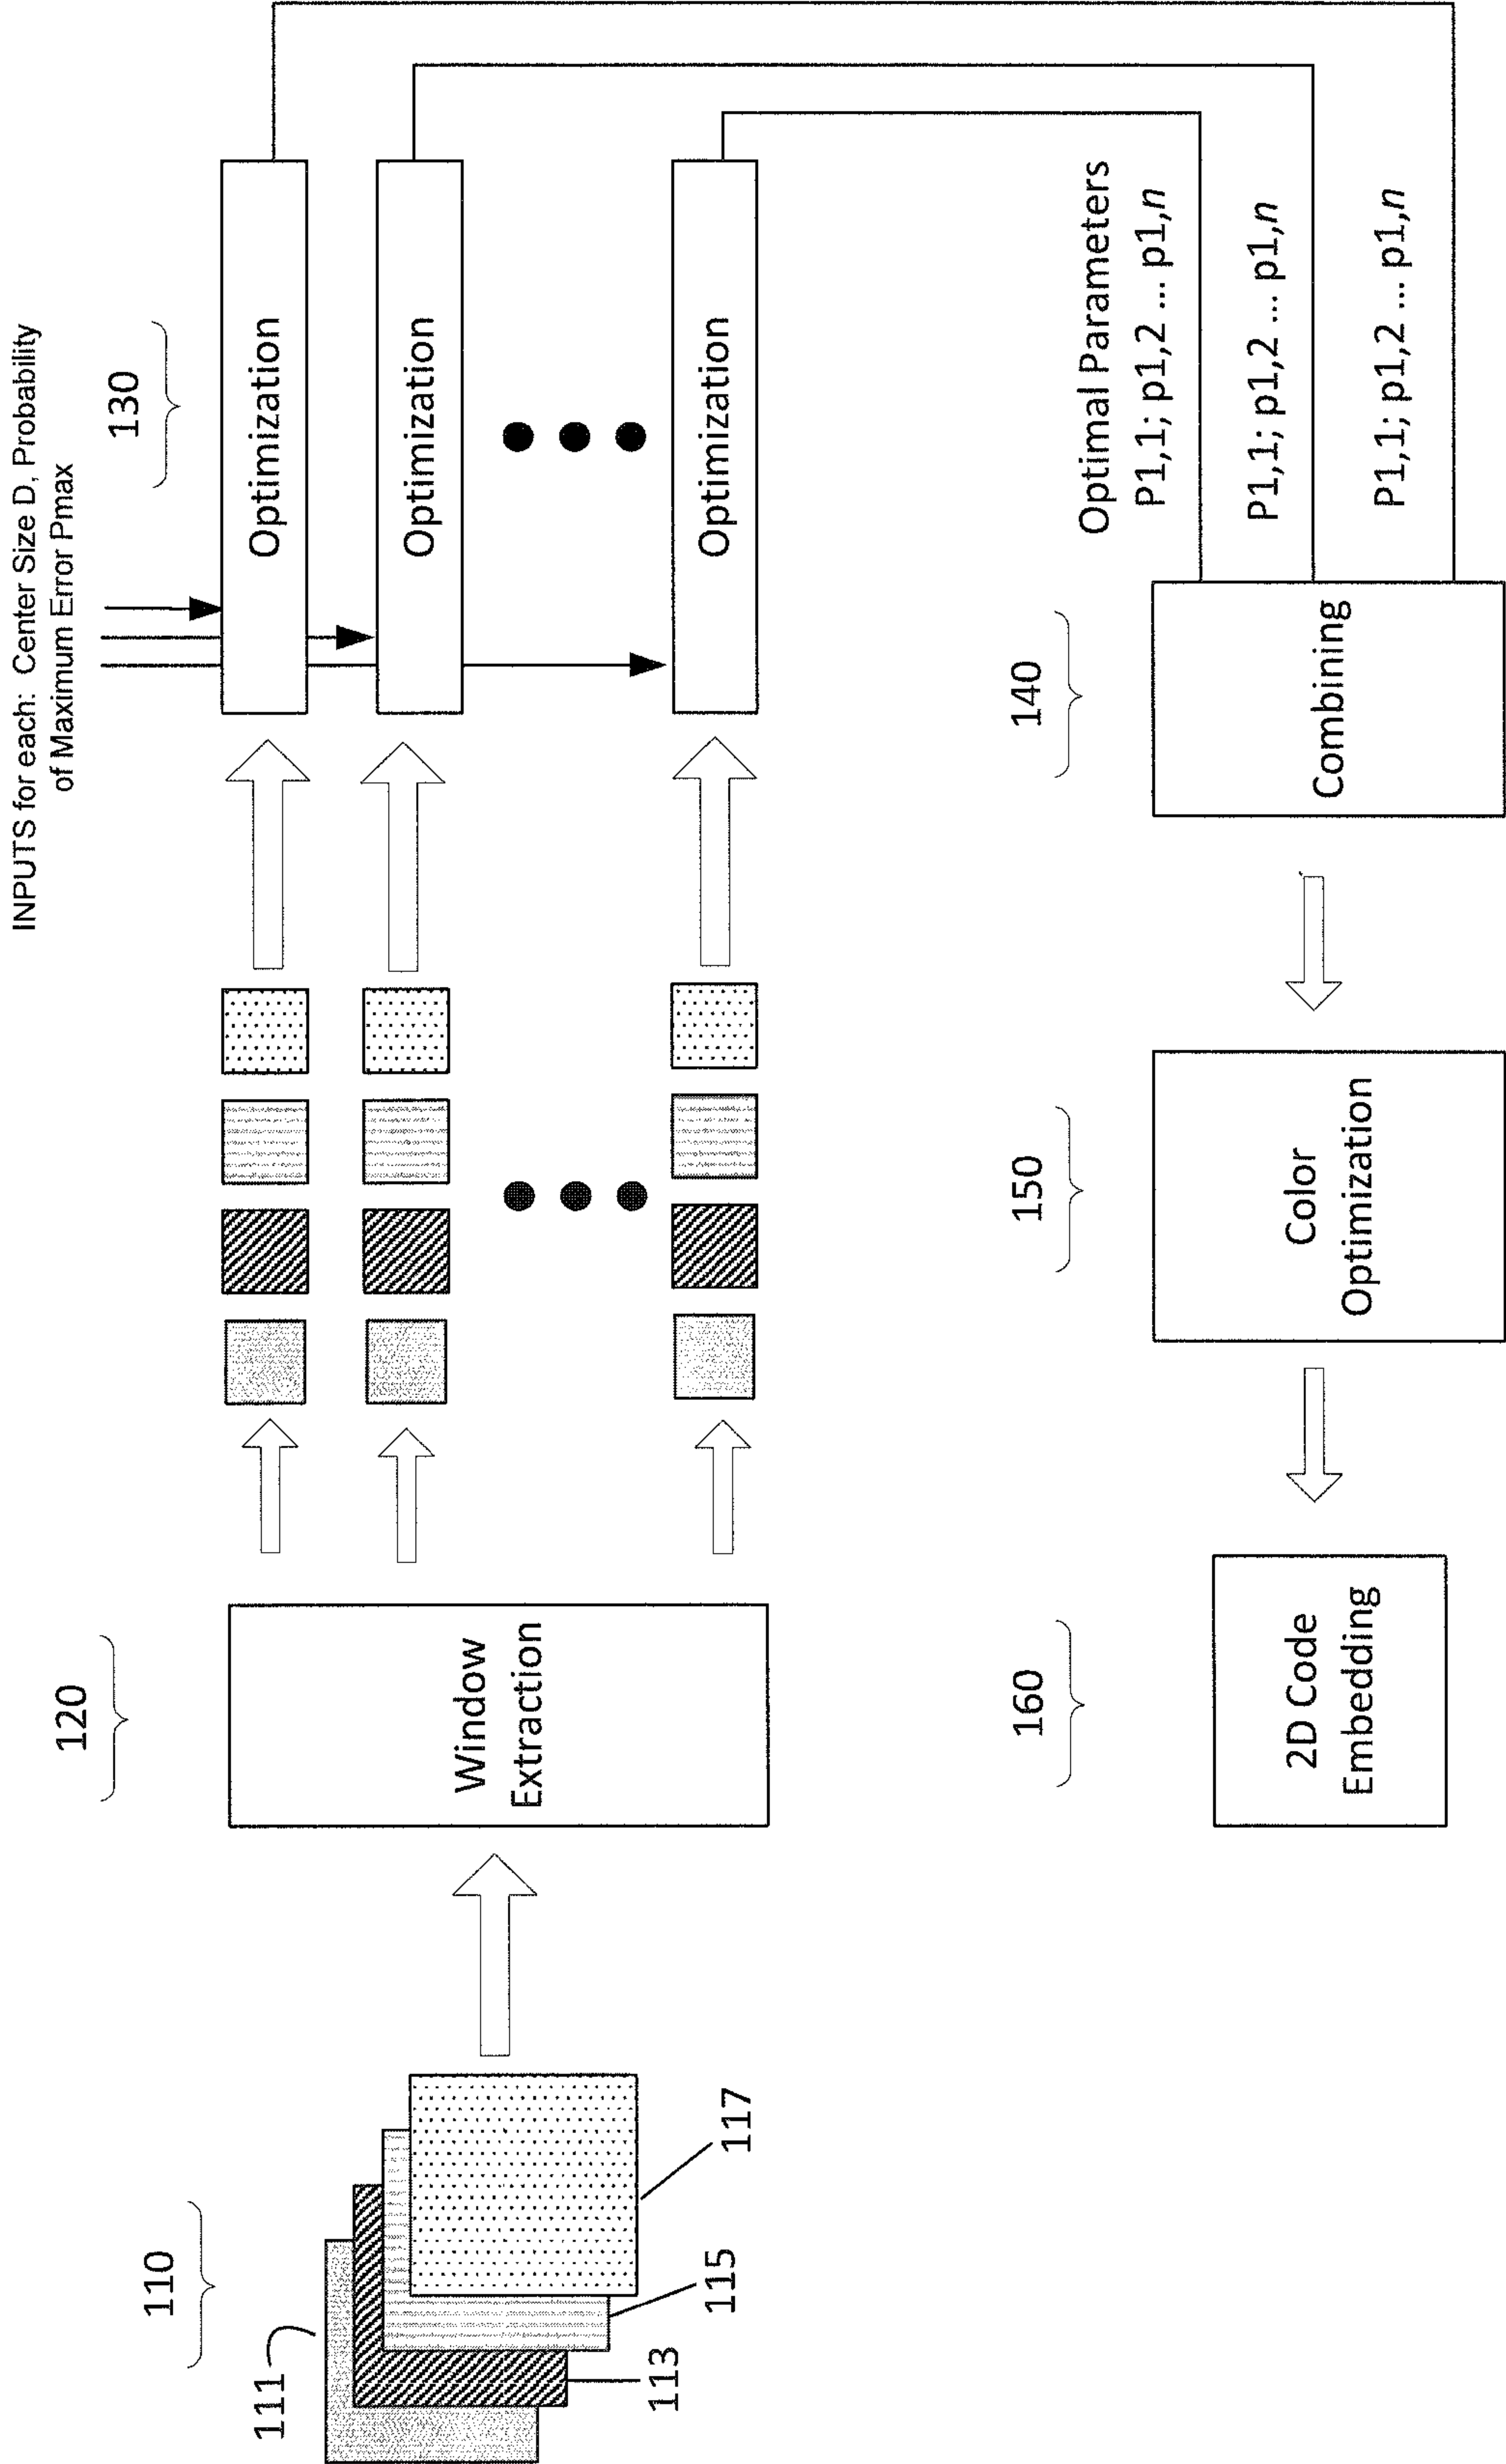 INPUTS for each: Center Size D, Probability
of Maximum Error Pmax
110
111
113
115
117
120
Window
Extraction
130
Optimization
Optimization
Optimization
Optimal Parameters
P1,1; p1,2 ... p1,n
P1,1; p1,2 ... p1,n
P1,1; p1,2 ... p1,n
140
Combining
150
Color
Optimization
160
2D Code
Embedding